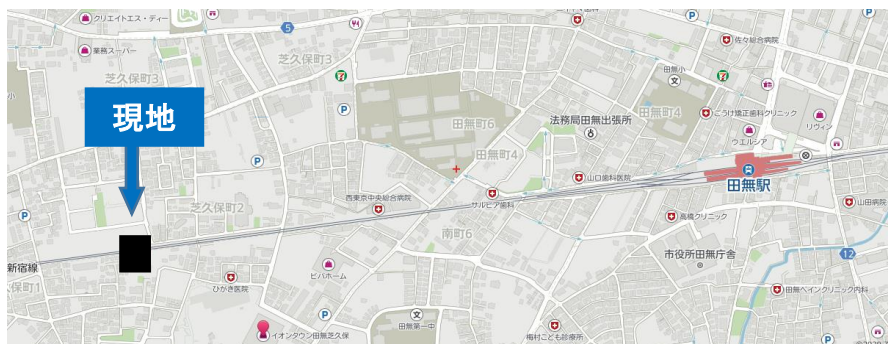 クリエイトエス・ディー
5
佐々総合病院
業務スーパー
芝久保町3
芝久保町3
田無小
現地
田無町6
法務局田無出張所
田無町4
こうけ矯正歯科クリニック
リヴィン
ウエルシア
田無町4
山口歯科医院
田無駅
西東京中央総合病院
サルビア歯科
芝久保町2
高橋クリニック
山田病院
南町6
新宿線
市役所田無庁舎
12
ビバホーム
ひがき医院
久保町1
田無ペインクリニック内科
田無第一中
イオンタウン田無芝久保
梅村こども診療所